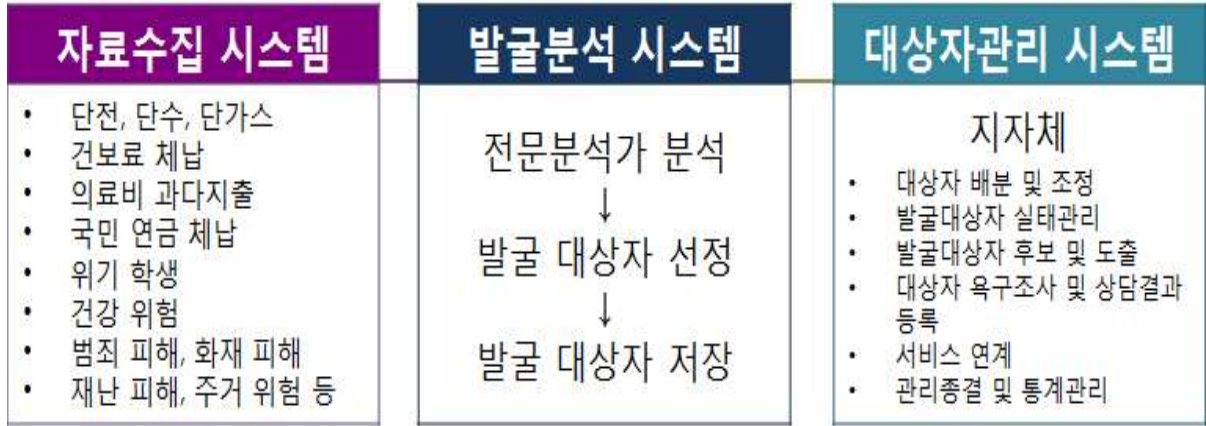 자료수집 시스템
• 단전, 단수, 단가스
• 건보료 체납
• 의료비 과다지출
• 국민 연금 체납
• 위기 학생
• 건강 위험
• 범죄 피해, 화재 피해
• 재난 피해, 주거 위험 등
발굴분석 시스템
전문분석가 분석
↓
발굴 대상자 선정
↓
발굴 대상자 저장
대상자관리 시스템
지자체
• 대상자 배분 및 조정
• 발굴대상자 실태관리
• 발굴대상자 후보 및 도출
• 대상자 욕구조사 및 상담결과
등록
• 서비스 연계
• 관리종결 및 통계관리